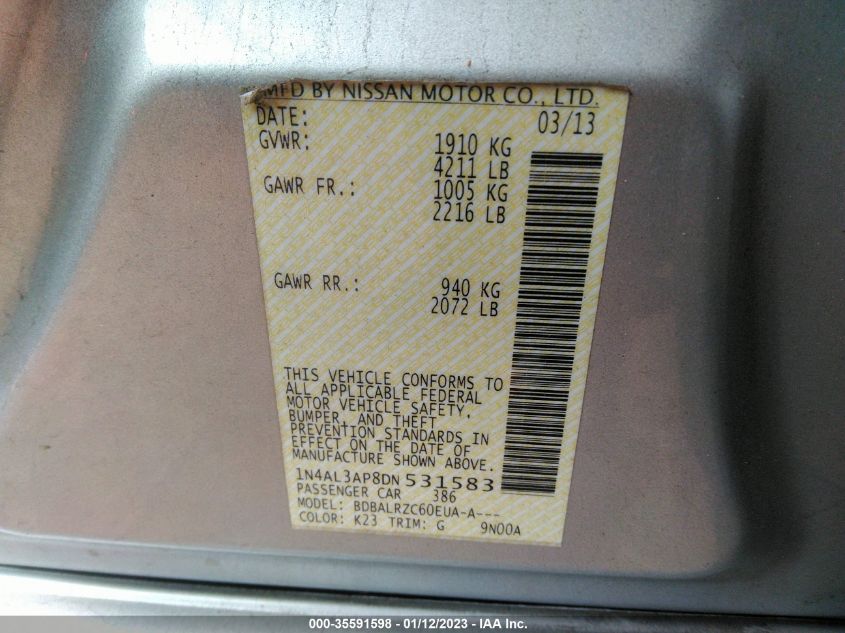 MFD BY NISSAN MOTOR CO., LTD.
DATE: 03/13
GVWR: 1910 KG
4211 LB
GAWR FR.: 1005 KG
2216 LB
GAWR RR.: 940 KG
2072 LB
THIS VEHICLE CONFORMS TO
ALL APPLICABLE FEDERAL
MOTOR VEHICLE SAFETY,
BUMPER, AND THEFT
PREVENTION STANDARDS IN
EFFECT ON THE DATE OF
MANUFACTURE SHOWN ABOVE.
1N4AL3AP8DN 531583
PASSENGER CAR 386
MODEL: BDBALRZC60EUA-A---
COLOR: K23 TRIM: G 9N00A
000-35591598 - 01/12/2023 - IAA Inc.